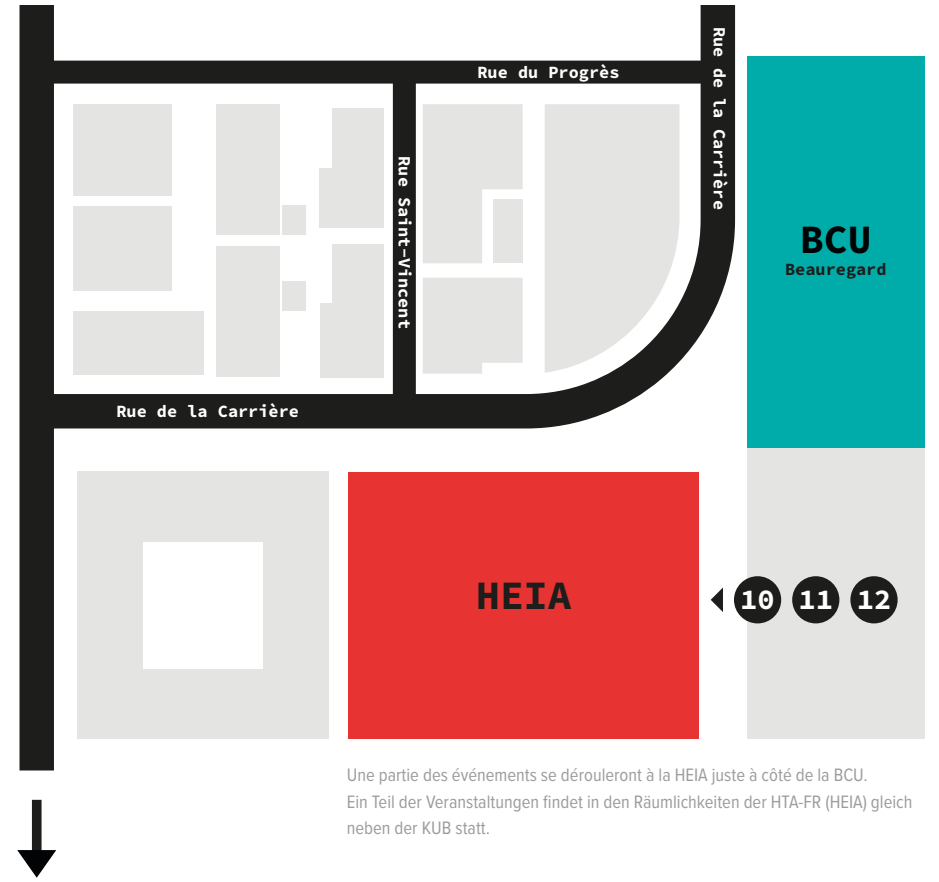 Rue du Progrès
Rue de la Carrière
Rue Saint-Vincent
BCU
Beauregard
Rue de la Carrière
HEIA
10 11 12
Une partie des événements se dérouleront à la HEIA juste à côté de la BCU.
Ein Teil der Veranstaltungen findet in den Räumlichkeiten der HTA-FR (HEIA) gleich
neben der KUB statt.